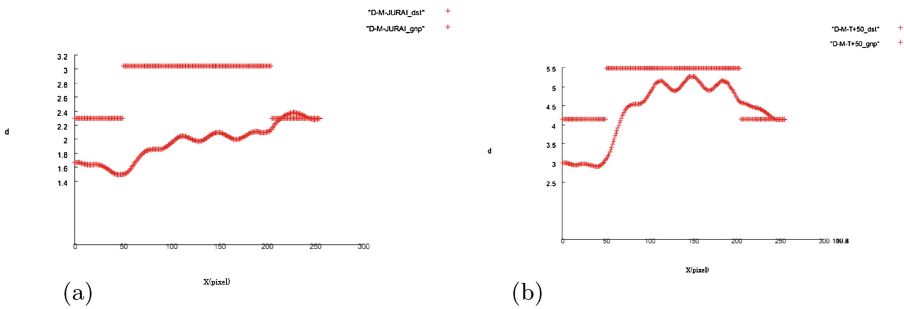 "D-M-JURAI_dst" +
"D-M-JURAI_gnp" +
3.2
3
2.8
2.6
2.4
2.2
2
1.8
1.6
1.4
d
0 50 100 150 200 250 300
X(pixel)
(a)
"D-M-T+50_dst" +
"D-M-T+50_gnp" +
5.5
5
4.5
4
3.5
3
2.5
d
0 50 100 150 200 250 300
X(pixel)
(b)